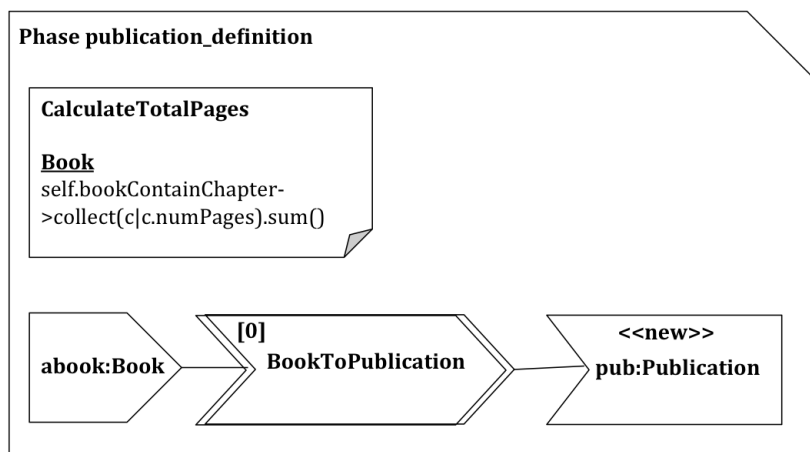 Phase publication_definition
CalculateTotalPages
Book
self.bookContainChapter-
>collect(c|c.numPages).sum()
abook:Book
[0]
BookToPublication
<<new>>
pub:Publication